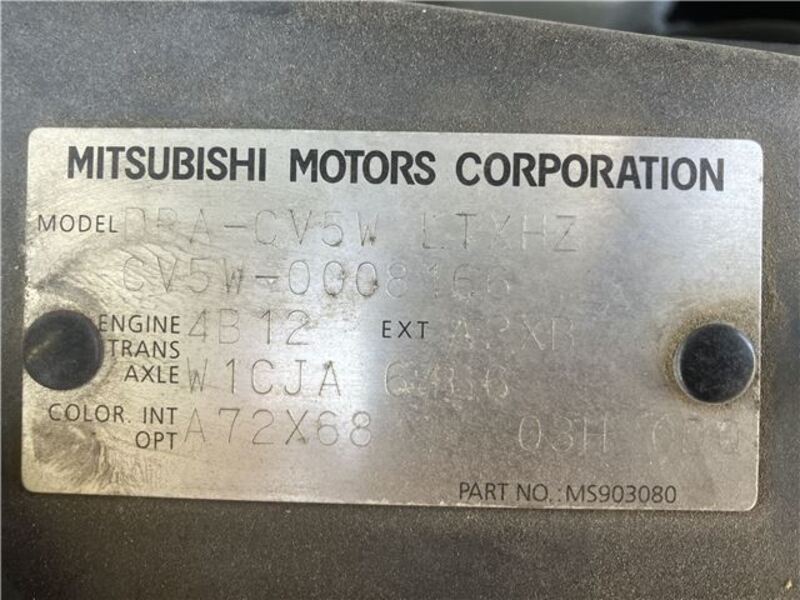 MITSUBISHI MOTORS CORPORATION
MODEL DBA-CV5W LTXHZ
CV5W-0008166
ENGINE 4B12 EXT
TRANS
AXLE W1CJA
COLOR. INT
OPT A72X68 03H
PART NO.: MS903080